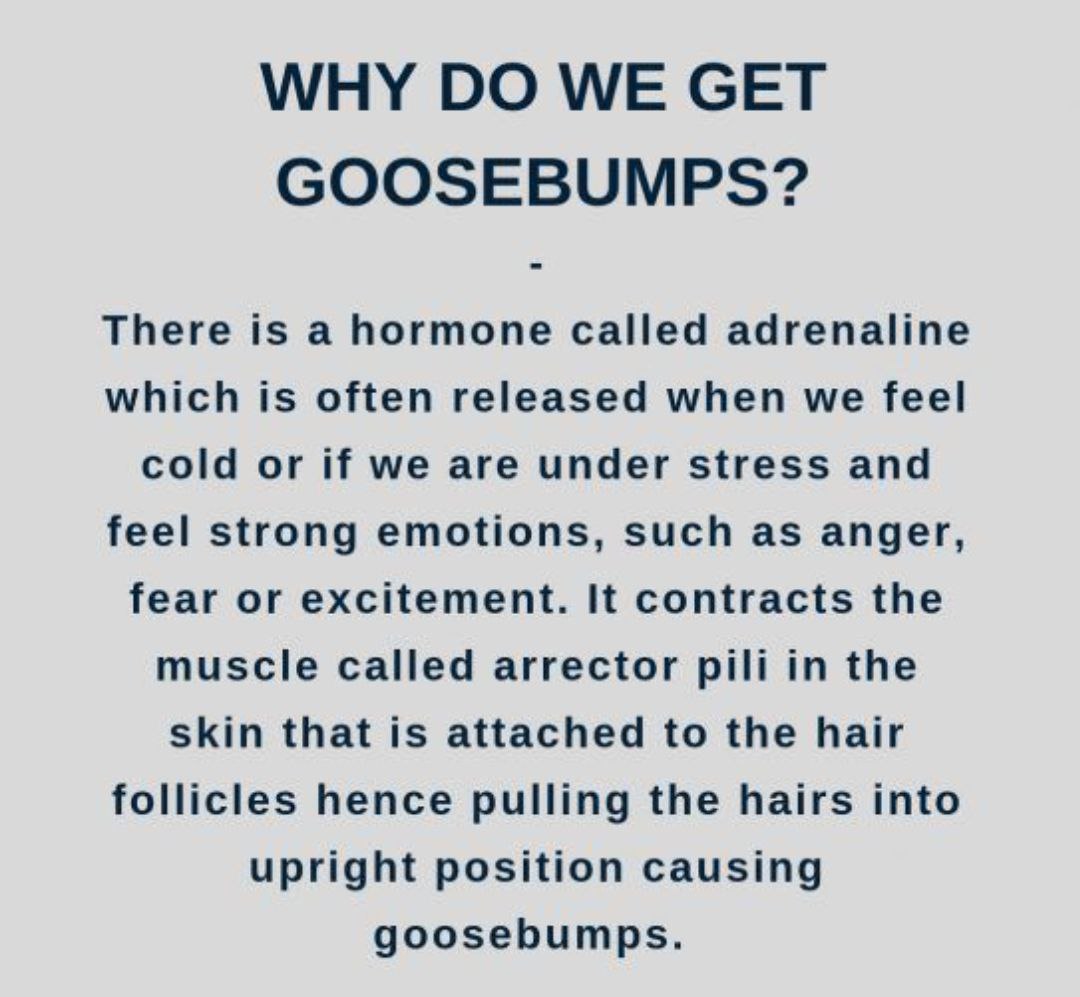 WHY DO WE GET
GOOSEBUMPS?
-
There is a hormone called adrenaline
which is often released when we feel
cold or if we are under stress and
feel strong emotions, such as anger,
fear or excitement. It contracts the
muscle called arrector pili in the
skin that is attached to the hair
follicles hence pulling the hairs into
upright position causing
goosebumps.